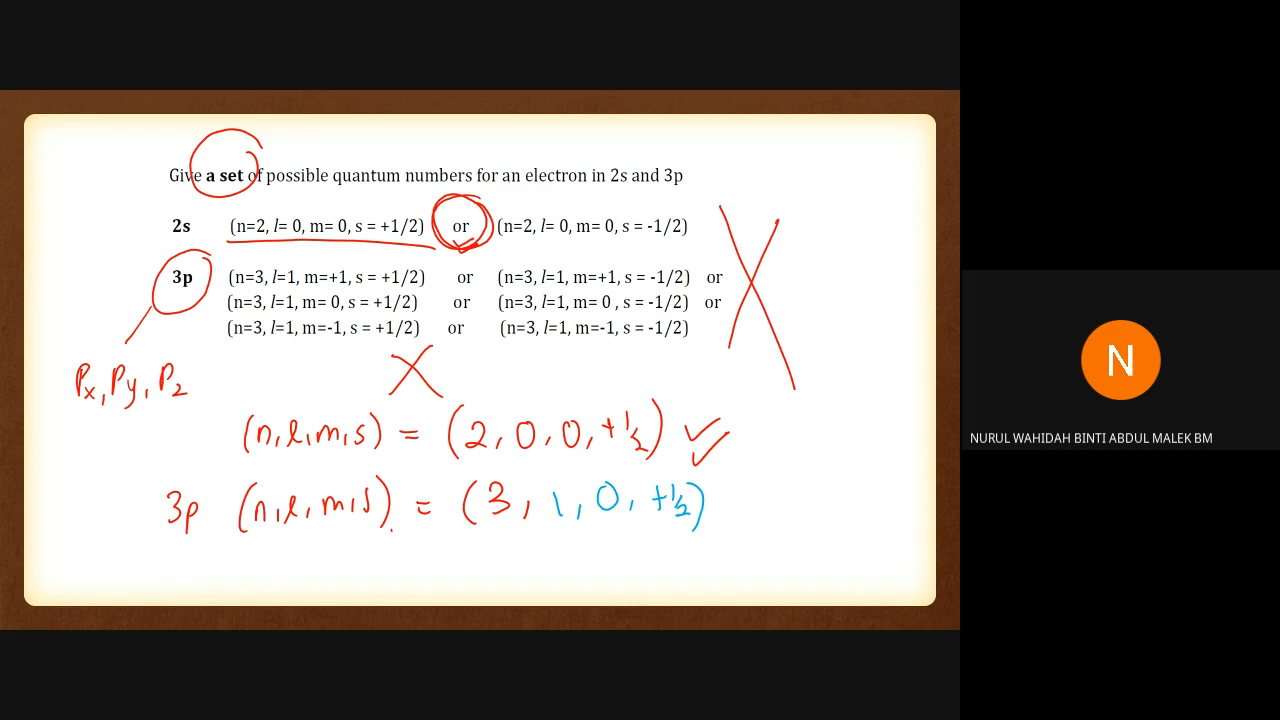 Give a set of possible quantum numbers for an electron in 2s and 3p
2s (n=2, l= 0, m= 0, s = +1/2) or (n=2, l= 0, m= 0, s = -1/2)
3p (n=3, l=1, m=+1, s = +1/2) or (n=3, l=1, m=+1, s = -1/2) or
(n=3, l=1, m= 0, s = +1/2) or (n=3, l=1, m= 0 , s = -1/2) or
(n=3, l=1, m=-1, s = +1/2) or (n=3, l=1, m=-1, s = -1/2)
Px, Py, Pz
(n, l, m, s) = (2, 0, 0, +1/2)
3p (n, l, m, s) = (3, 1, 0, +1/2)
N
NURUL WAHIDAH BINTI ABDUL MALEK BM